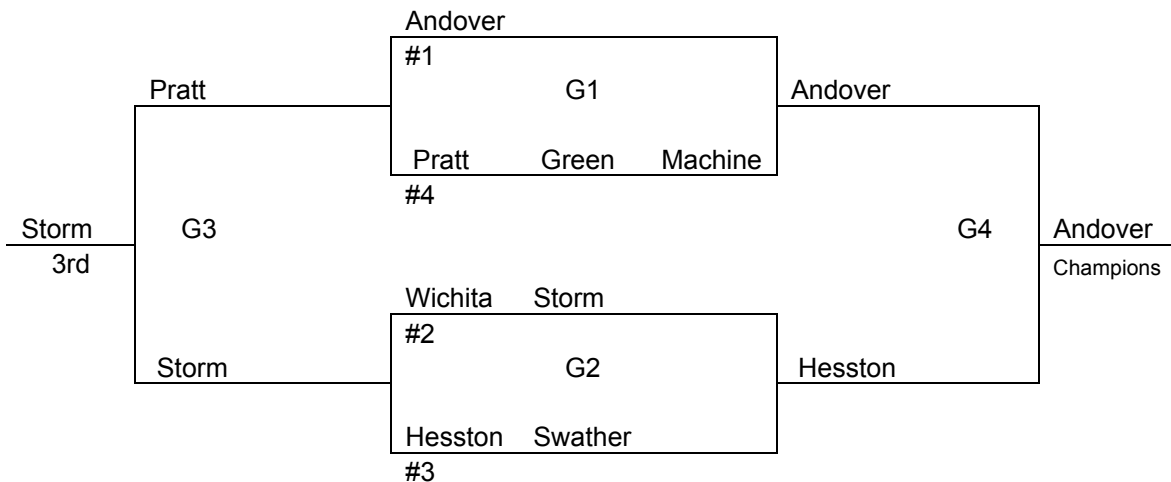 Andover
#1
Pratt G1 Andover
Pratt Green Machine
#4
Storm G3 G4 Andover
3rd Champions
Wichita Storm
#2
Storm G2 Hesston
Hesston Swather
#3